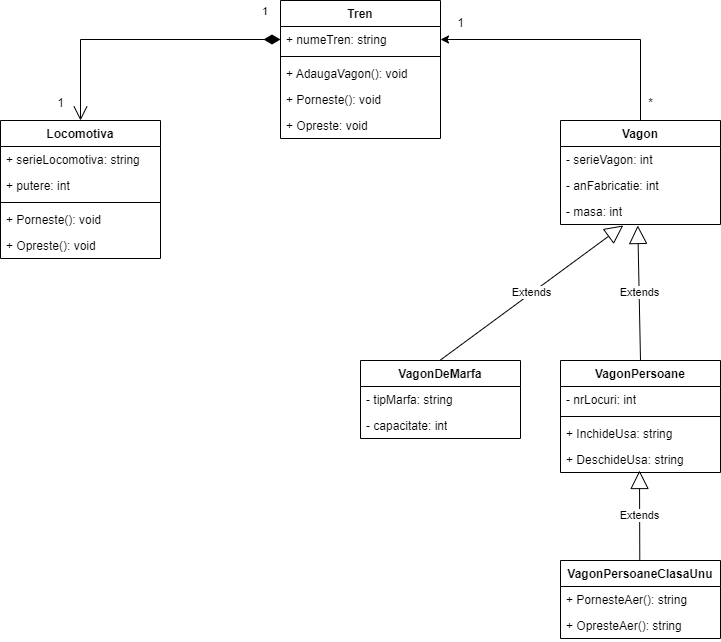 1
Tren
+ numeTren: string
+ AdaugaVagon(): void
+ Porneste(): void
+ Opreste: void
1
1
Locomotiva
+ serieLocomotiva: string
+ putere: int
+ Porneste(): void
+ Opreste(): void
*
Vagon
- serieVagon: int
- anFabricatie: int
- masa: int
Extends
Extends
VagonDeMarfa
- tipMarfa: string
- capacitate: int
VagonPersoane
- nrLocuri: int
+ InchideUsa: string
+ DeschideUsa: string
Extends
VagonPersoaneClasaUnu
+ PornesteAer(): string
+ OpresteAer(): string